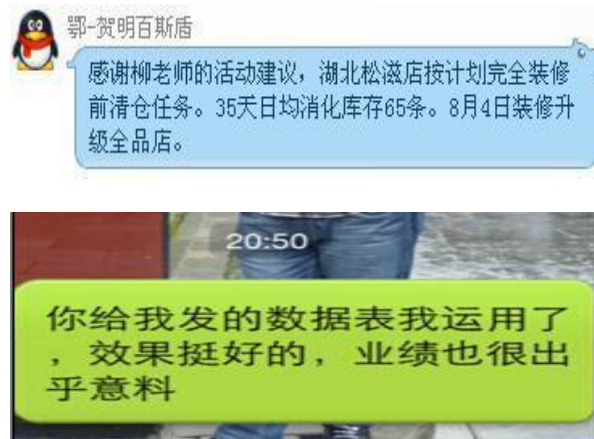 鄂-贺明百斯盾
感谢柳老师的活动建议，湖北松滋店按计划完全装修
前清仓任务。35天日均消化库存65条。8月4日装修升
级全品店。
20:50
你给我发的数据表我运用了
，效果挺好的，业绩也很出
乎意料